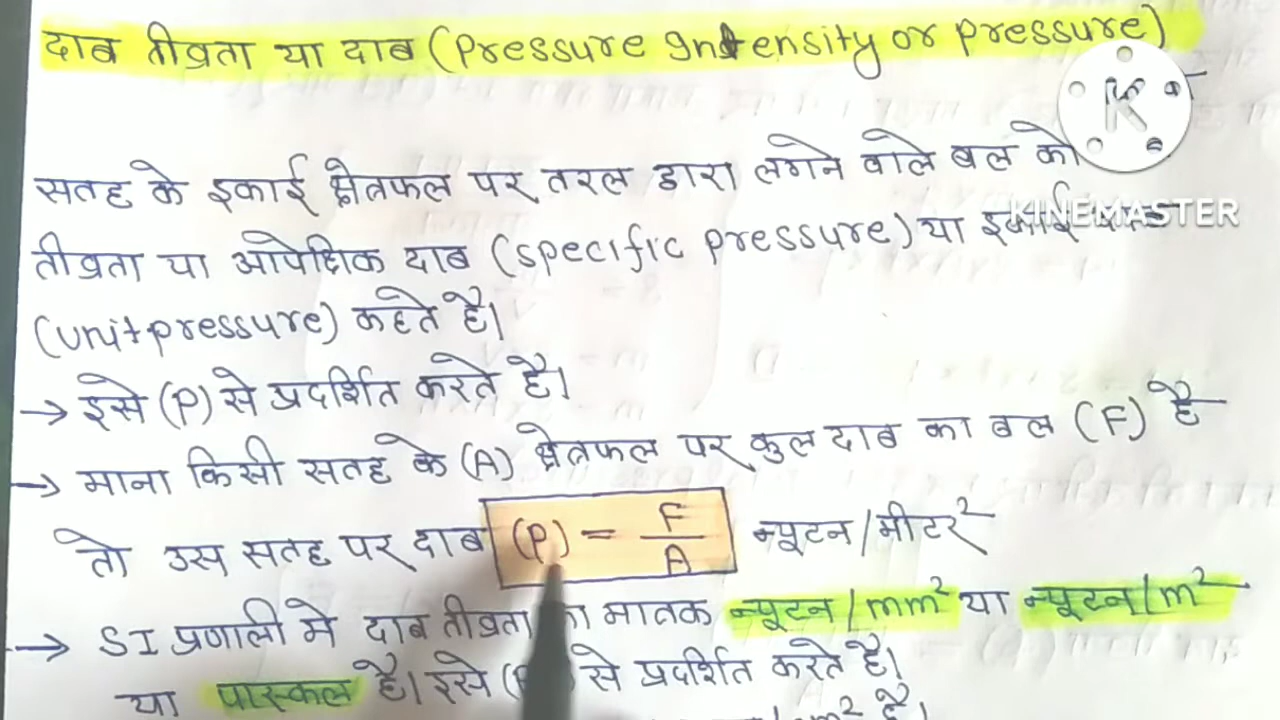 दाब तीव्रता या दाब (Pressure Intensity or pressure)
सतह के इकाई क्षेत्रफल पर तरल द्वारा लगने वाले बल को
तीव्रता या आपेक्षिक दाब (specific pressure) या इकाई
(unit pressure) कहते है।
→ इसे (P) से प्रदर्शित करते है।
→ माना किसी सतह के (A) क्षेत्रफल पर कुल दाब का बल (F) है
तो उस सतह पर दाब (P) = F/A न्यूटन/मीटर²
→ SI प्रणाली मे दाब तीव्रता का मात्रक न्यूटन/mm² या न्यूटन/m²
या पास्कल है। इसे से प्रदर्शित करते है।
है।
K
KINEMASTER